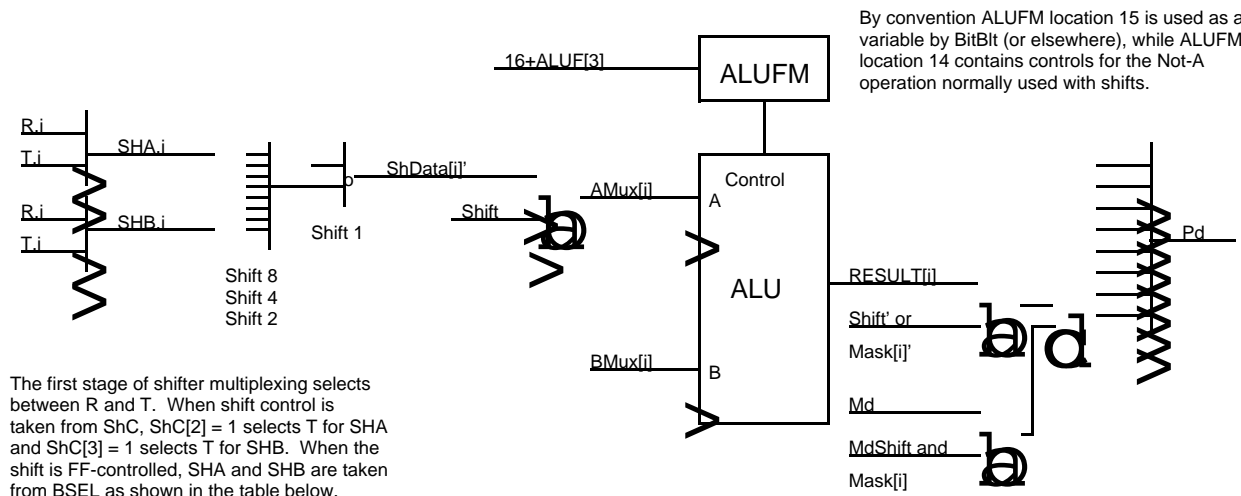 By convention ALUFM location 15 is used as a
variable by BitBlt (or elsewhere), while ALUFM
location 14 contains controls for the Not-A
operation normally used with shifts.
16+ALUF[3]
ALUFM
R.i
T.i
SHA.i
R.i
T.i
SHB.i
Shift 8
Shift 4
Shift 2
Shift 1
ShData[i]'
Shift
AMux[i]
A
Control
ALU
BMux[i]
B
RESULT[i]
Shift' or
Mask[i]'
Md
MdShift and
Mask[i]
Pd
The first stage of shifter multiplexing selects
between R and T. When shift control is
taken from ShC, ShC[2] = 1 selects T for SHA
and ShC[3] = 1 selects T for SHB. When the
shift is FF-controlled, SHA and SHB are taken
from BSEL as shown in the table below.